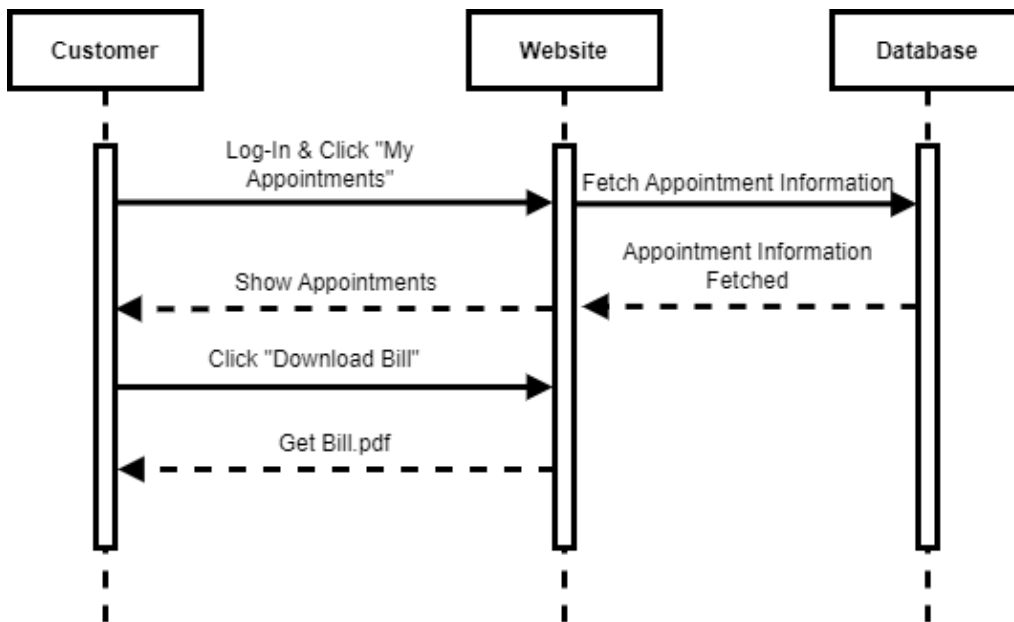 Customer
Website
Database
Log-In & Click "My
Appointments"
Fetch Appointment Information
Appointment Information
Fetched
Show Appointments
Click "Download Bill"
Get Bill.pdf